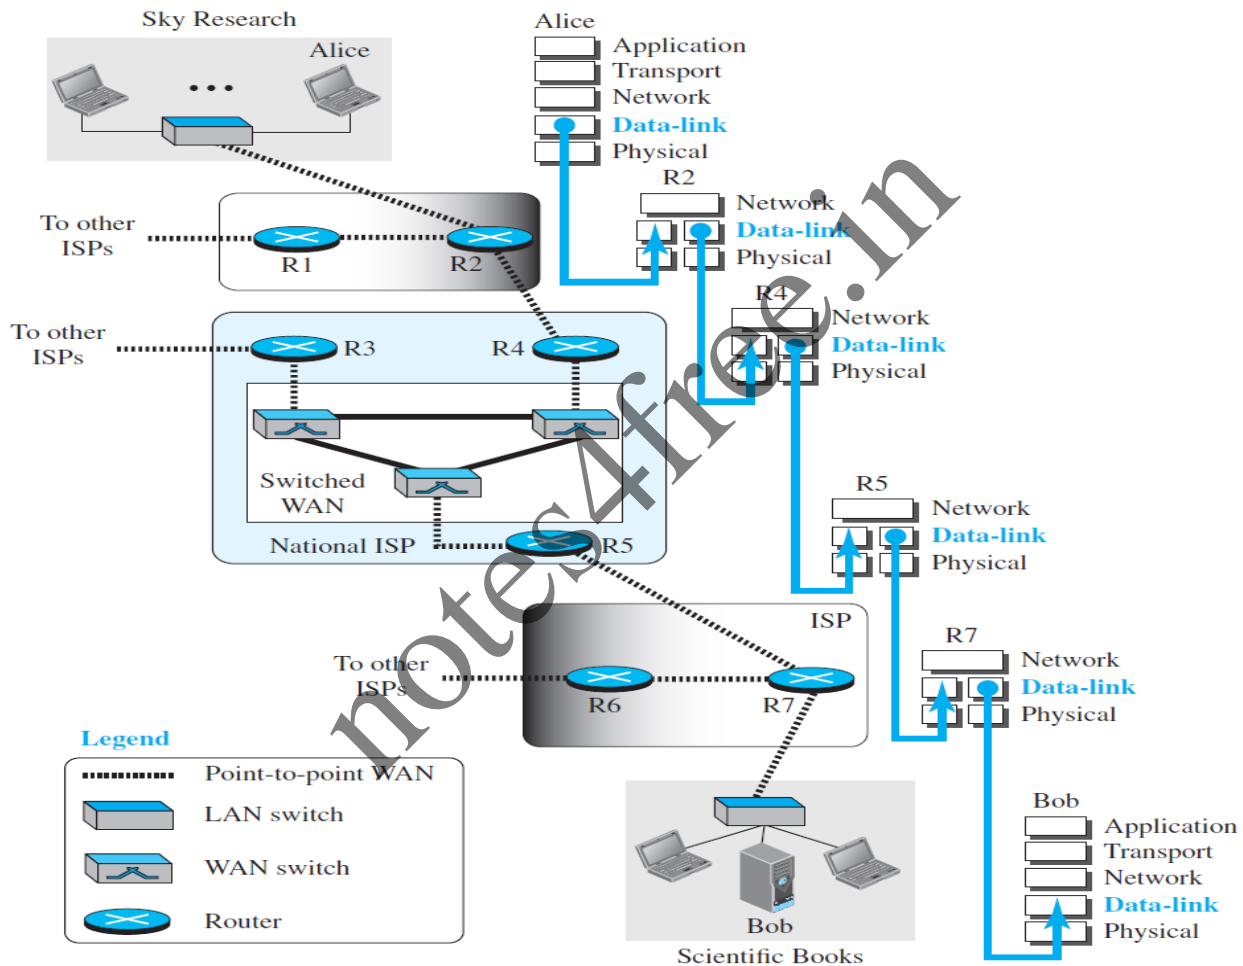 Sky Research
Alice
Alice
Application
Transport
Network
Data-link
Physical
R2
Network
Data-link
Physical
To other
ISPs
R1
R2
R4
Network
Data-link
Physical
To other
ISPs
R3
R4
Switched
WAN
National ISP
R5
R5
Network
Data-link
Physical
ISP
To other
ISPs
R6
R7
R7
Network
Data-link
Physical
Legend
Point-to-point WAN
LAN switch
WAN switch
Router
Bob
Scientific Books
Bob
Application
Transport
Network
Data-link
Physical
notes4free.in